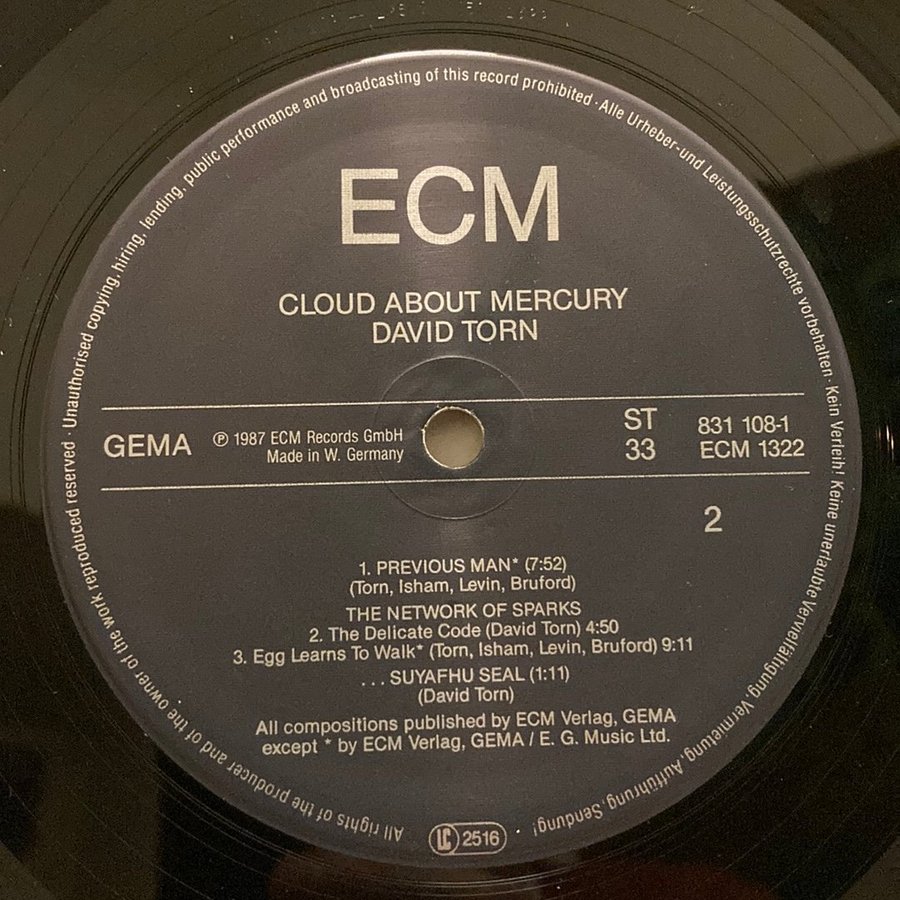 ECM
CLOUD ABOUT MERCURY
DAVID TORN
GEMA
℗ 1987 ECM Records GmbH
Made in W. Germany
ST
33
831 108-1
ECM 1322
2
1. PREVIOUS MAN* (7:52)
(Torn, Isham, Levin, Bruford)
THE NETWORK OF SPARKS
2. The Delicate Code (David Torn) 4:50
3. Egg Learns To Walk* (Torn, Isham, Levin, Bruford) 9:11
... SUYAFHU SEAL (1:11)
(David Torn)
All compositions published by ECM Verlag, GEMA
except * by ECM Verlag, GEMA / E. G. Music Ltd.
LC 2516
All rights of the producer and of the owner of the work reproduced reserved · Unauthorised copying, hiring, lending, public performance and broadcasting of this record prohibited · Alle Urheber-und Leistungsschutzrechte vorbehalten · Kein Verleih! Keine unerlaubte Vervielfältigung, Vermietung, Aufführung, Sendung!